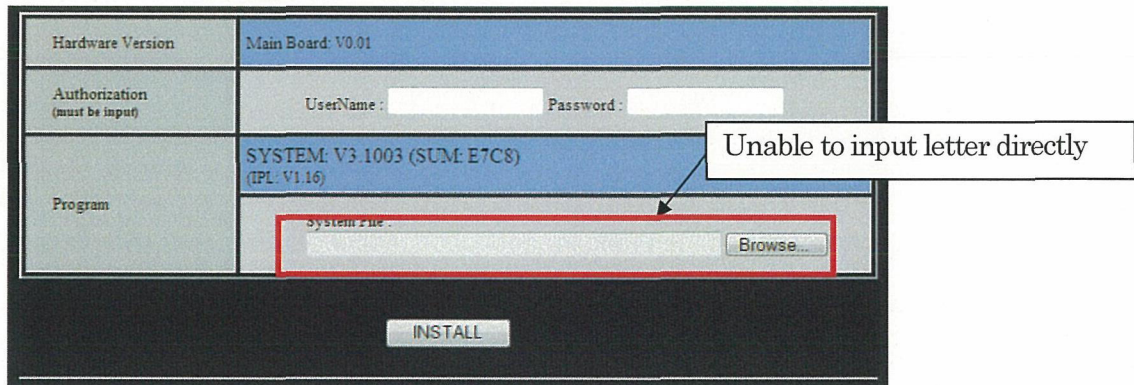 Hardware Version
Main Board: V0.01
Authorization
(must be input)
UserName :
Password :
Unable to input letter directly
SYSTEM: V3.1003 (SUM: E7C8)
(IPL: V1.16)
Program
System File :
Browse...
INSTALL